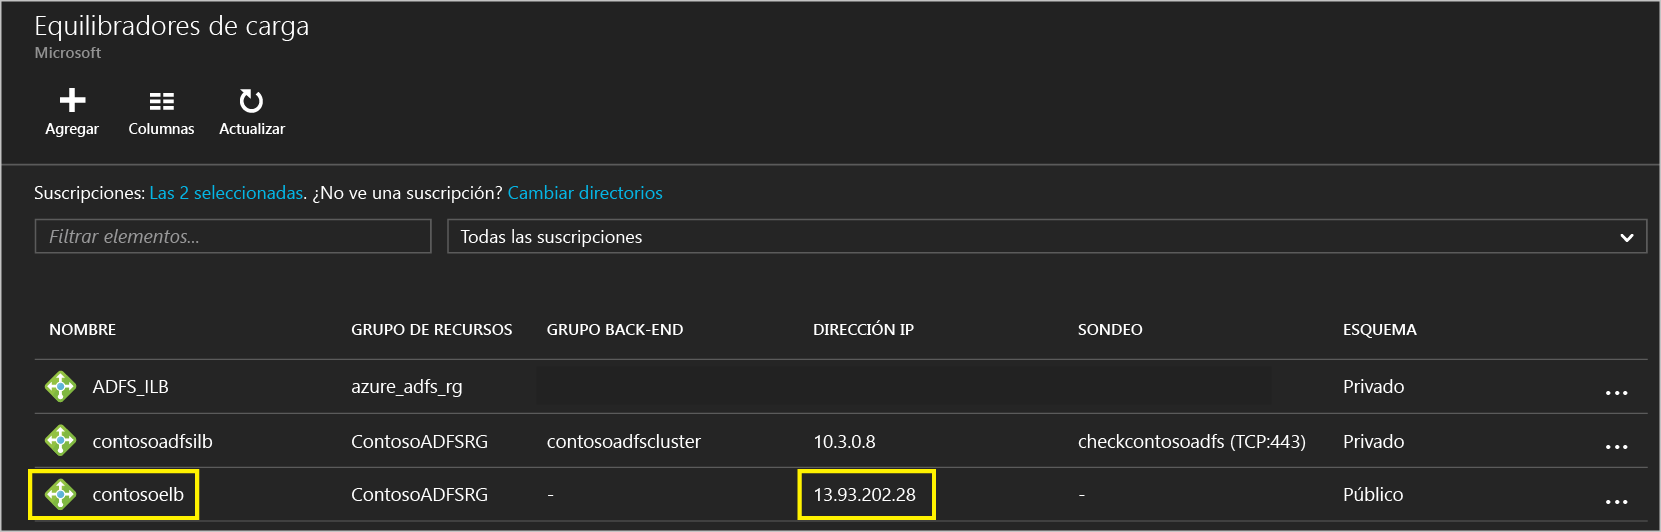 Equilibradores de carga
Microsoft
Agregar Columnas Actualizar
Suscripciones: Las 2 seleccionadas. ¿No ve una suscripción? Cambiar directorios
Filtrar elementos... Todas las suscripciones
NOMBRE GRUPO DE RECURSOS GRUPO BACK-END DIRECCIÓN IP SONDEO ESQUEMA
ADFS_ILB azure_adfs_rg Privado ...
contosoadfsilb ContosoADFSRG contosoadfscluster 10.3.0.8 checkcontosoadfs (TCP:443) Privado ...
contosoelb ContosoADFSRG - 13.93.202.28 - Público ...